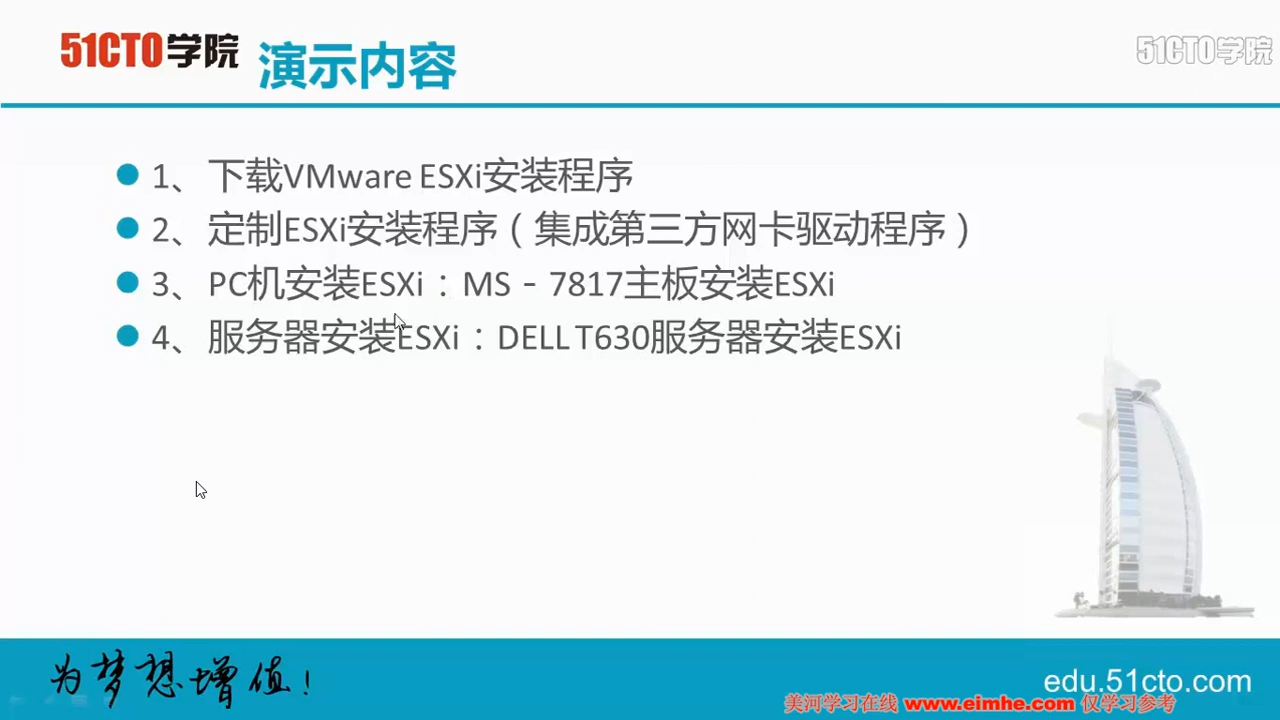 51CTO学院 演示内容
51CTO学院
1、下载VMware ESXi安装程序
2、定制ESXi安装程序（集成第三方网卡驱动程序）
3、PC机安装ESXi：MS－7817主板安装ESXi
4、服务器安装ESXi：DELL T630服务器安装ESXi
为梦想增值！
edu.51cto.com
美河学习在线 www.eimhe.com 仅学习参考